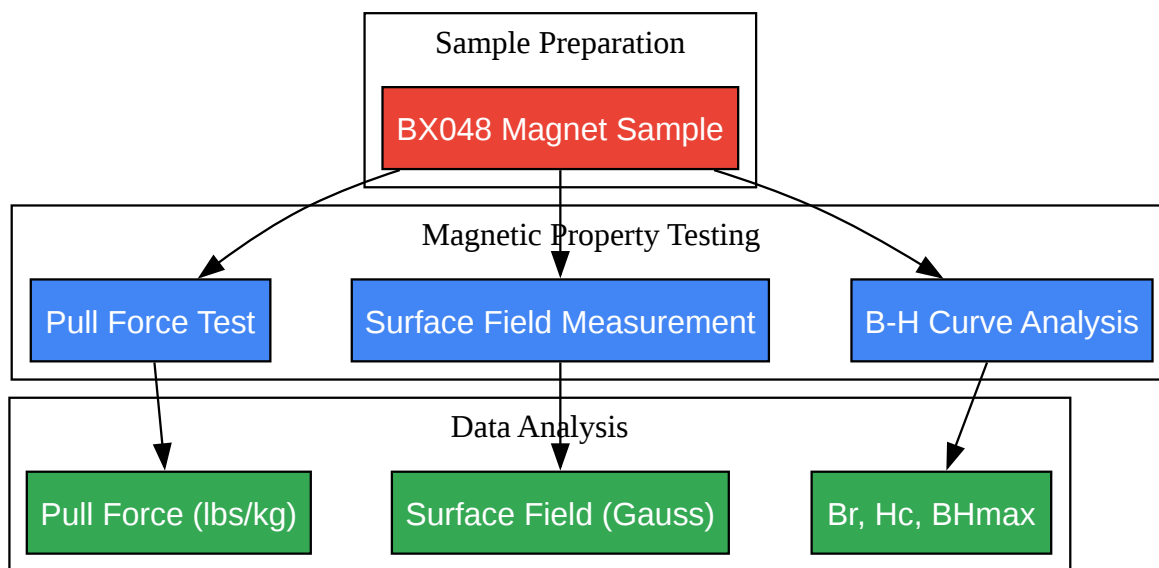 Sample Preparation
BX048 Magnet Sample
Magnetic Property Testing
Pull Force Test
Surface Field Measurement
B-H Curve Analysis
Data Analysis
Pull Force (lbs/kg)
Surface Field (Gauss)
Br, Hc, BHmax